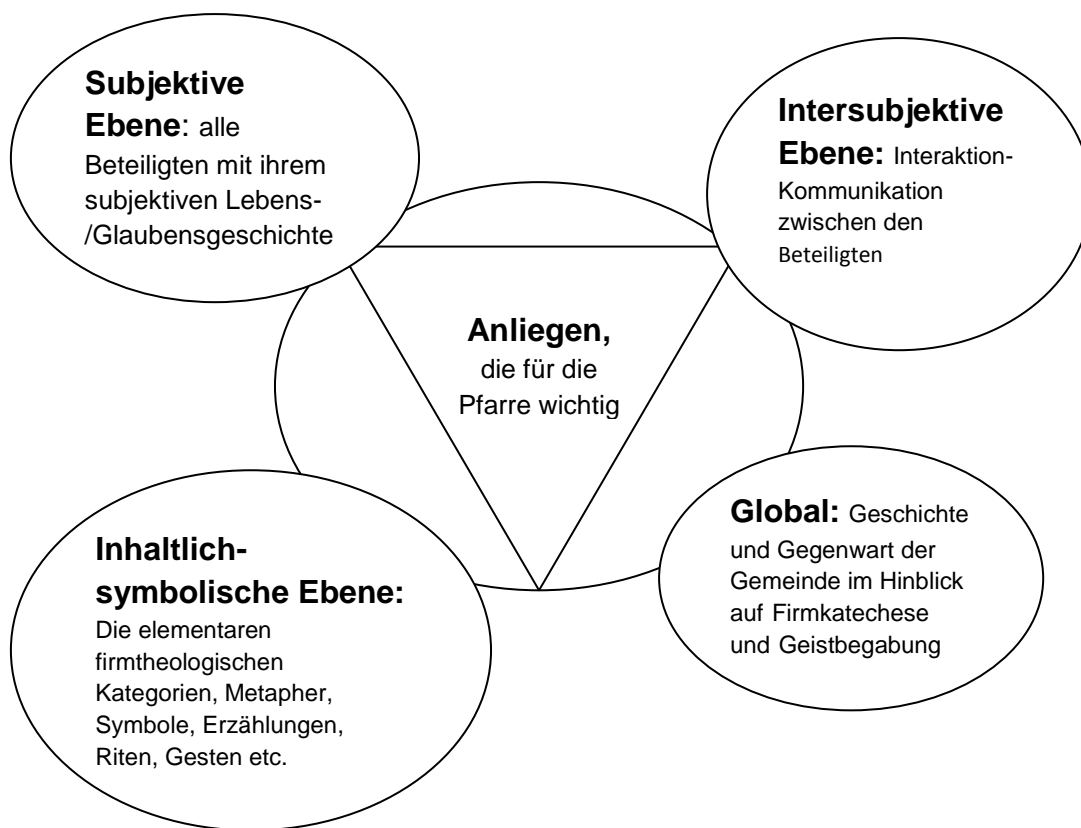 Subjektive
Ebene: alle
Beteiligten mit ihrem
subjektiven Lebens-
/Glaubensgeschichte
Intersubjektive
Ebene: Interaktion-
Kommunikation
zwischen den
Beteiligten
Anliegen,
die für die
Pfarre wichtig
Inhaltlich-
symbolische Ebene:
Die elementaren
firmtheologischen
Kategorien, Metapher,
Symbole, Erzählungen,
Riten, Gesten etc.
Global: Geschichte
und Gegenwart der
Gemeinde im Hinblick
auf Firmkatechese
und Geistbegabung